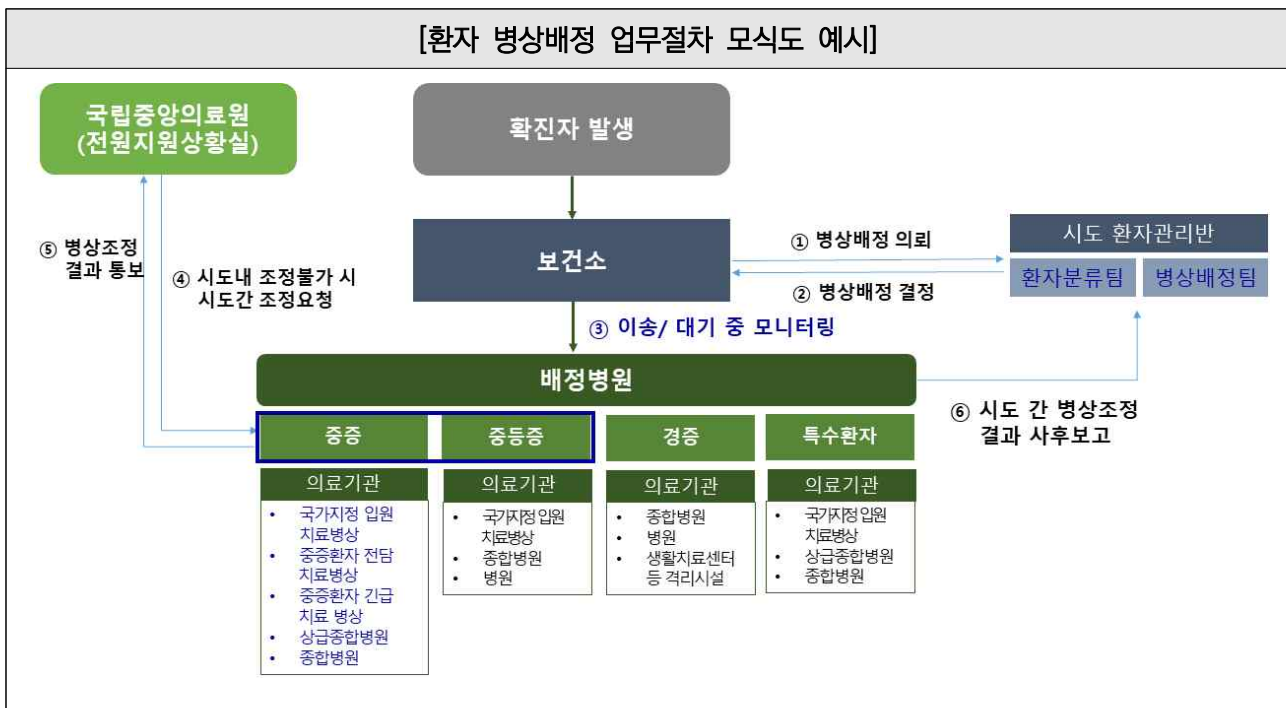 [환자 병상배정 업무절차 모식도 예시]
국립중앙의료원
(전원지원상황실)
확진자 발생
보건소
① 병상배정 의뢰
② 병상배정 결정
시도 환자관리반
환자분류팀
병상배정팀
⑤ 병상조정
결과 통보
④ 시도내 조정불가 시
시도간 조정요청
③ 이송/ 대기 중 모니터링
배정병원
⑥ 시도 간 병상조정
결과 사후보고
중증
중등증
경증
특수환자
의료기관
• 국가지정 입원
치료병상
• 중증환자 전담
치료병상
• 중증환자 긴급
치료 병상
• 상급종합병원
• 종합병원
의료기관
• 국가지정 입원
치료병상
• 종합병원
• 병원
의료기관
• 종합병원
• 병원
• 생활치료센터
등 격리시설
의료기관
• 국가지정 입원
치료병상
• 상급종합병원
• 종합병원